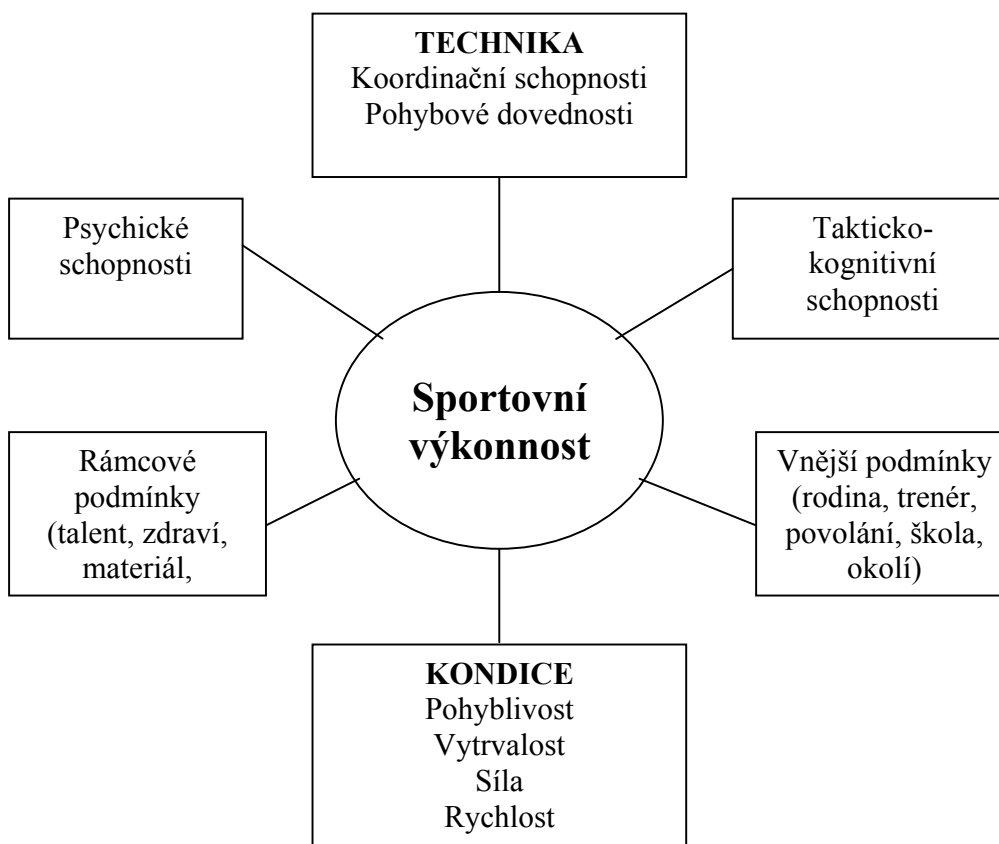 TECHNIKA
Koordinační schopnosti
Pohybové dovednosti
Psychické
schopnosti
Takticko-
kognitivní
schopnosti
Sportovní
výkonnost
Rámcové
podmínky
(talent, zdraví,
materiál,
Vnější podmínky
(rodina, trenér,
povolání, škola,
okolí)
KONDICE
Pohyblivost
Vytrvalost
Síla
Rychlost